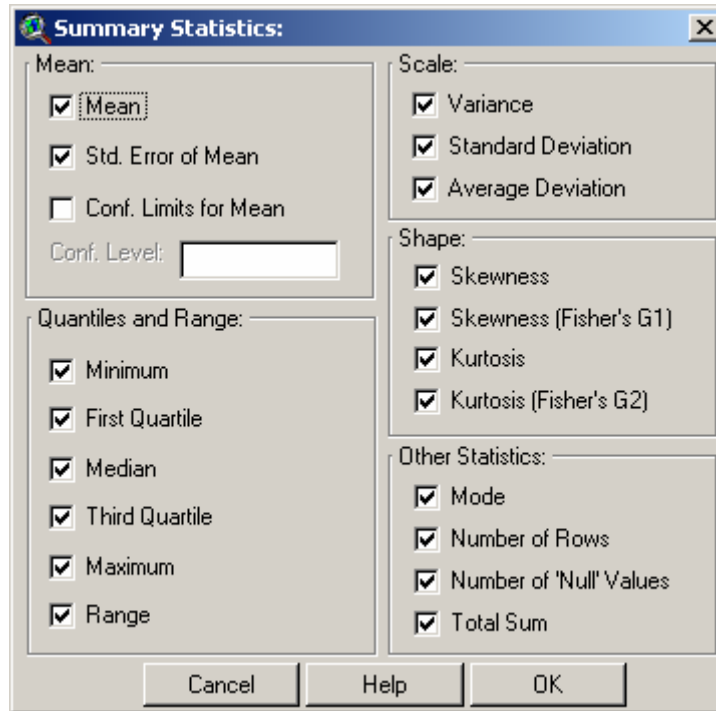 Summary Statistics:
Mean:
Mean
Std. Error of Mean
Conf. Limits for Mean
Conf. Level:
Quantiles and Range:
Minimum
First Quartile
Median
Third Quartile
Maximum
Range
Scale:
Variance
Standard Deviation
Average Deviation
Shape:
Skewness
Skewness (Fisher's G1)
Kurtosis
Kurtosis (Fisher's G2)
Other Statistics:
Mode
Number of Rows
Number of 'Null' Values
Total Sum
Cancel
Help
OK